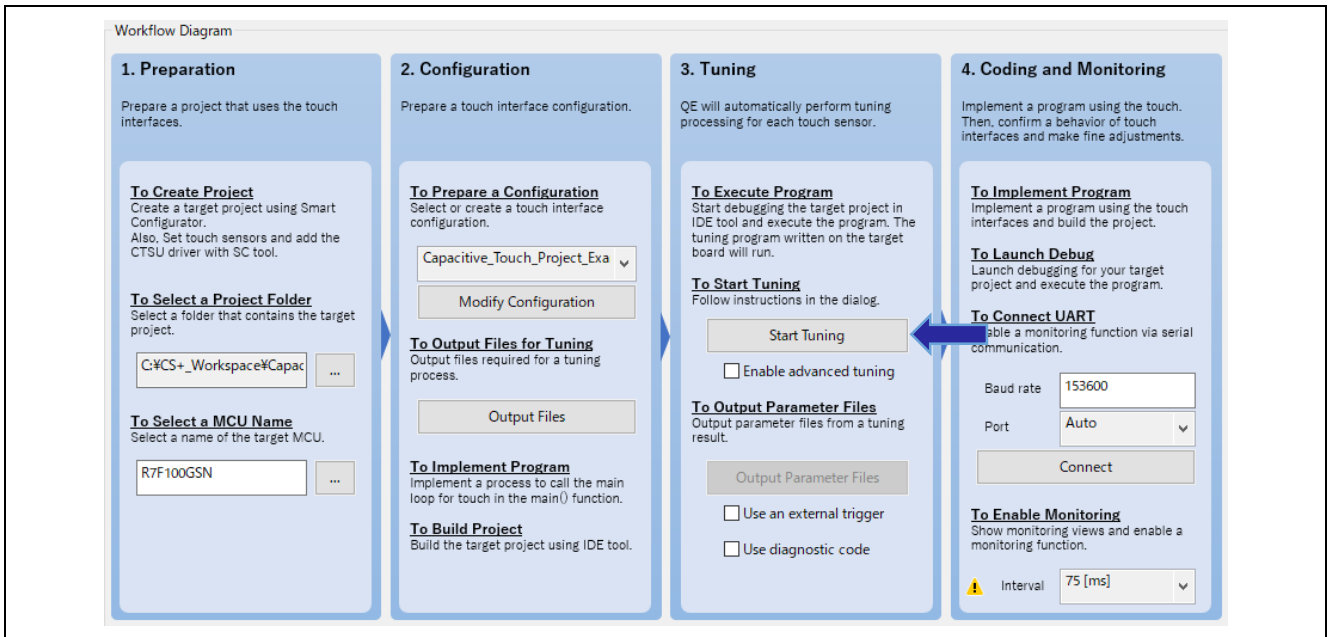 Workflow Diagram
1. Preparation
Prepare a project that uses the touch
interfaces.
To Create Project
Create a target project using Smart
Configurator.
Also, Set touch sensors and add the
CTSU driver with SC tool.
To Select a Project Folder
Select a folder that contains the target
project.
C:¥CS+_Workspace¥Capac
...
To Select a MCU Name
Select a name of the target MCU.
R7F100GSN
...
2. Configuration
Prepare a touch interface configuration.
To Prepare a Configuration
Select or create a touch interface
configuration.
Capacitive_Touch_Project_Exa
Modify Configuration
To Output Files for Tuning
Output files required for a tuning
process.
Output Files
To Implement Program
Implement a process to call the main
loop for touch in the main() function.
To Build Project
Build the target project using IDE tool.
3. Tuning
QE will automatically perform tuning
processing for each touch sensor.
To Execute Program
Start debugging the target project in
IDE tool and execute the program. The
tuning program written on the target
board will run.
To Start Tuning
Follow instructions in the dialog.
Start Tuning
Enable advanced tuning
To Output Parameter Files
Output parameter files from a tuning
result.
Output Parameter Files
Use an external trigger
Use diagnostic code
4. Coding and Monitoring
Implement a program using the touch.
Then, confirm a behavior of touch
interfaces and make fine adjustments.
To Implement Program
Implement a program using the touch
interfaces and build the project.
To Launch Debug
Launch debugging for your target
project and execute the program.
To Connect UART
a monitoring function via serial
communication.
Baud rate
153600
Port
Auto
Connect
To Enable Monitoring
Show monitoring views and enable a
monitoring function.
Interval
75 [ms]